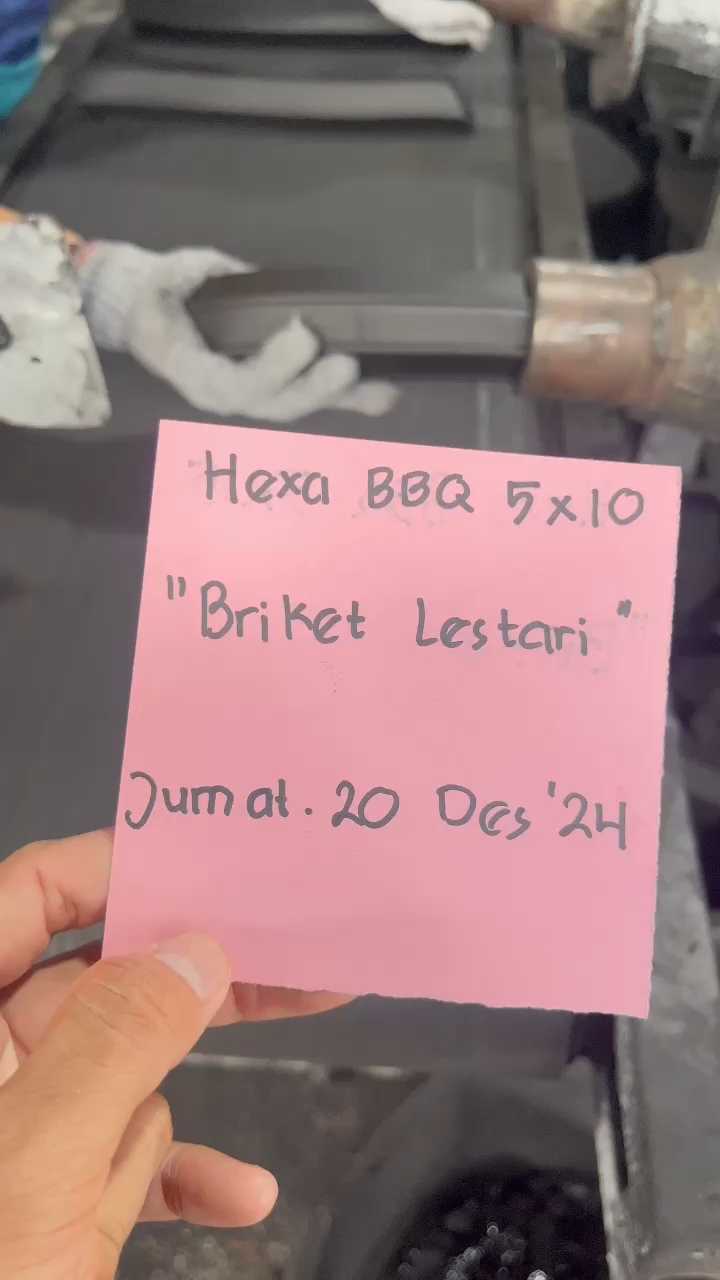 Hexa BBQ 5x10
"Briket Lestari"
Jumat. 20 Des '24